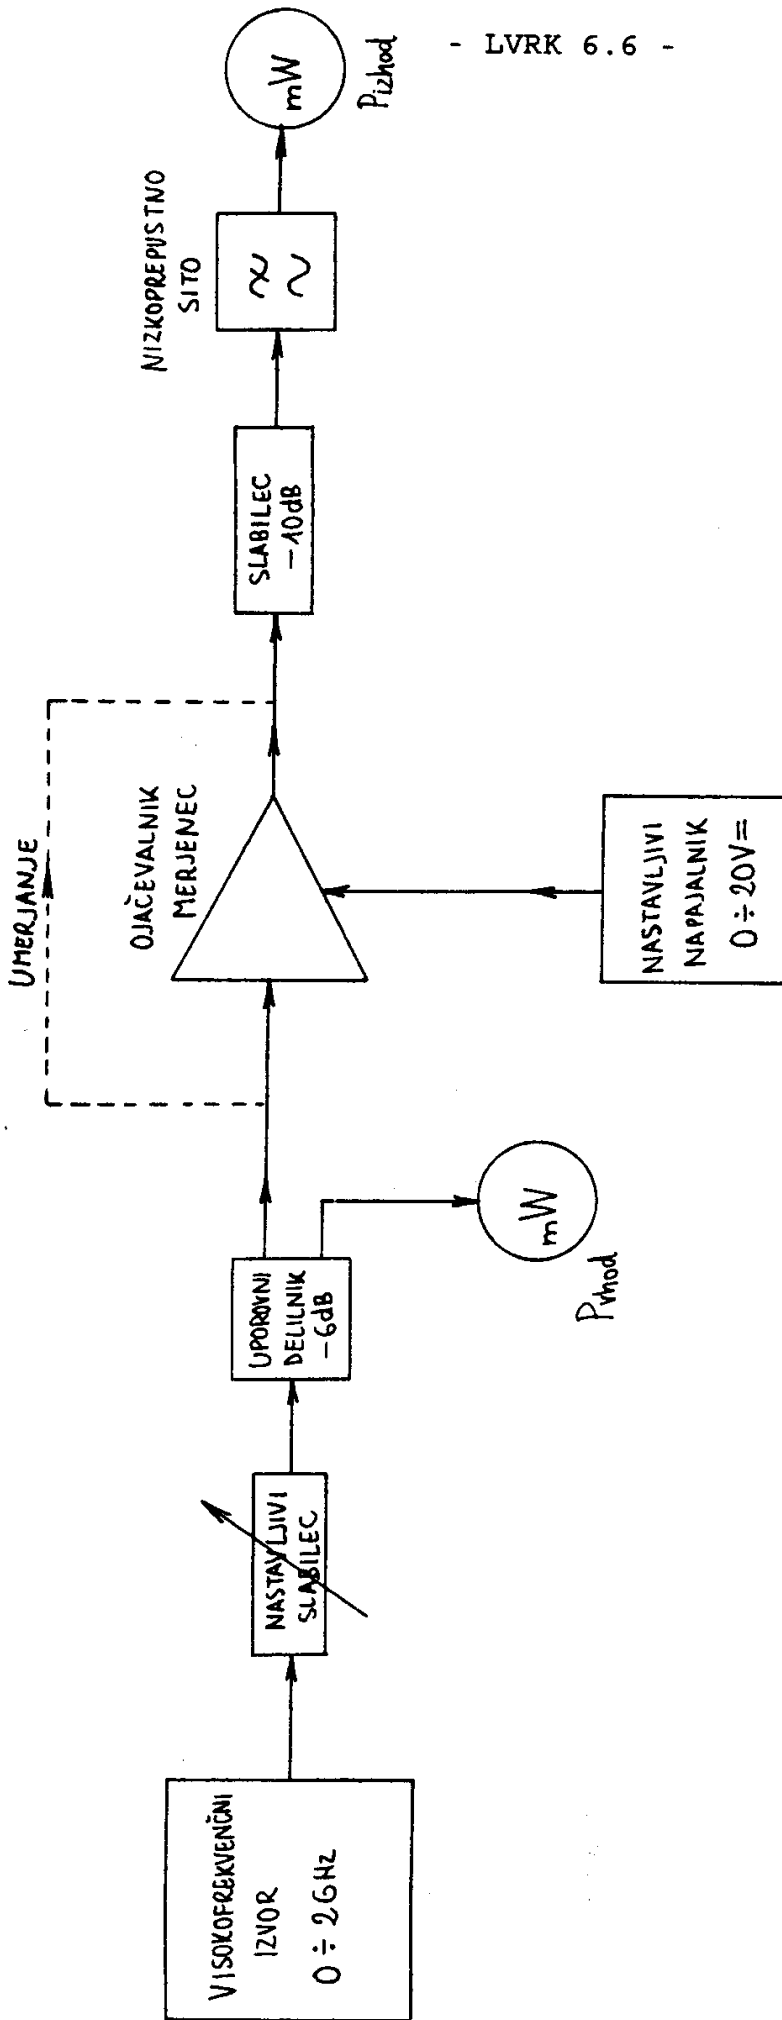 - LVRK 6.6 -
VISOKOFREKVENČNI
IZVOR
0÷2GHz
NASTAVLJIVI
SLABILEC
UPOROVNI
DELILNIK
-6dB
mW
Pvhod
UMERJANJE
OJAČEVALNIK
MERJENEC
NASTAVLJIVI
NAPAJALNIK
0÷20V=
SLABILEC
-10dB
NIZKOPREPUSTNO
SITO
mW
Pizhod